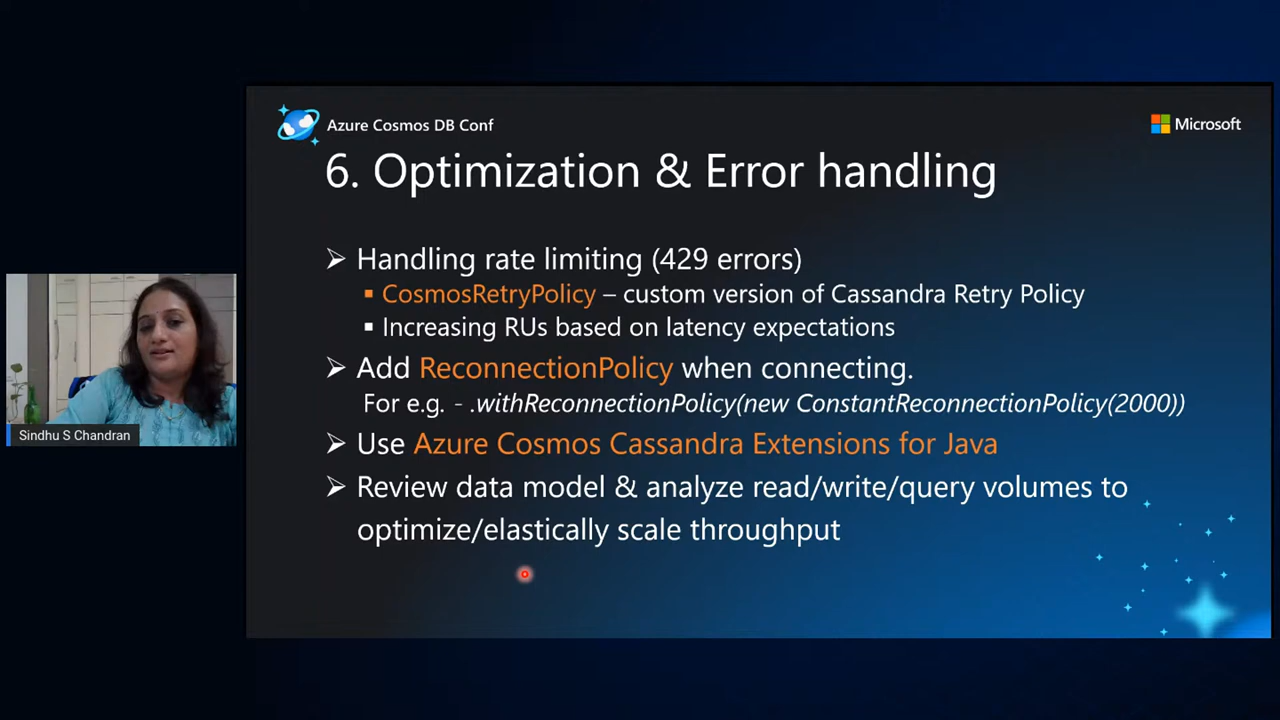 Azure Cosmos DB Conf
Microsoft
6. Optimization & Error handling
➢ Handling rate limiting (429 errors)
▪ CosmosRetryPolicy – custom version of Cassandra Retry Policy
▪ Increasing RUs based on latency expectations
➢ Add ReconnectionPolicy when connecting.
For e.g. - .withReconnectionPolicy(new ConstantReconnectionPolicy(2000))
➢ Use Azure Cosmos Cassandra Extensions for Java
➢ Review data model & analyze read/write/query volumes to
optimize/elastically scale throughput
Sindhu S Chandran